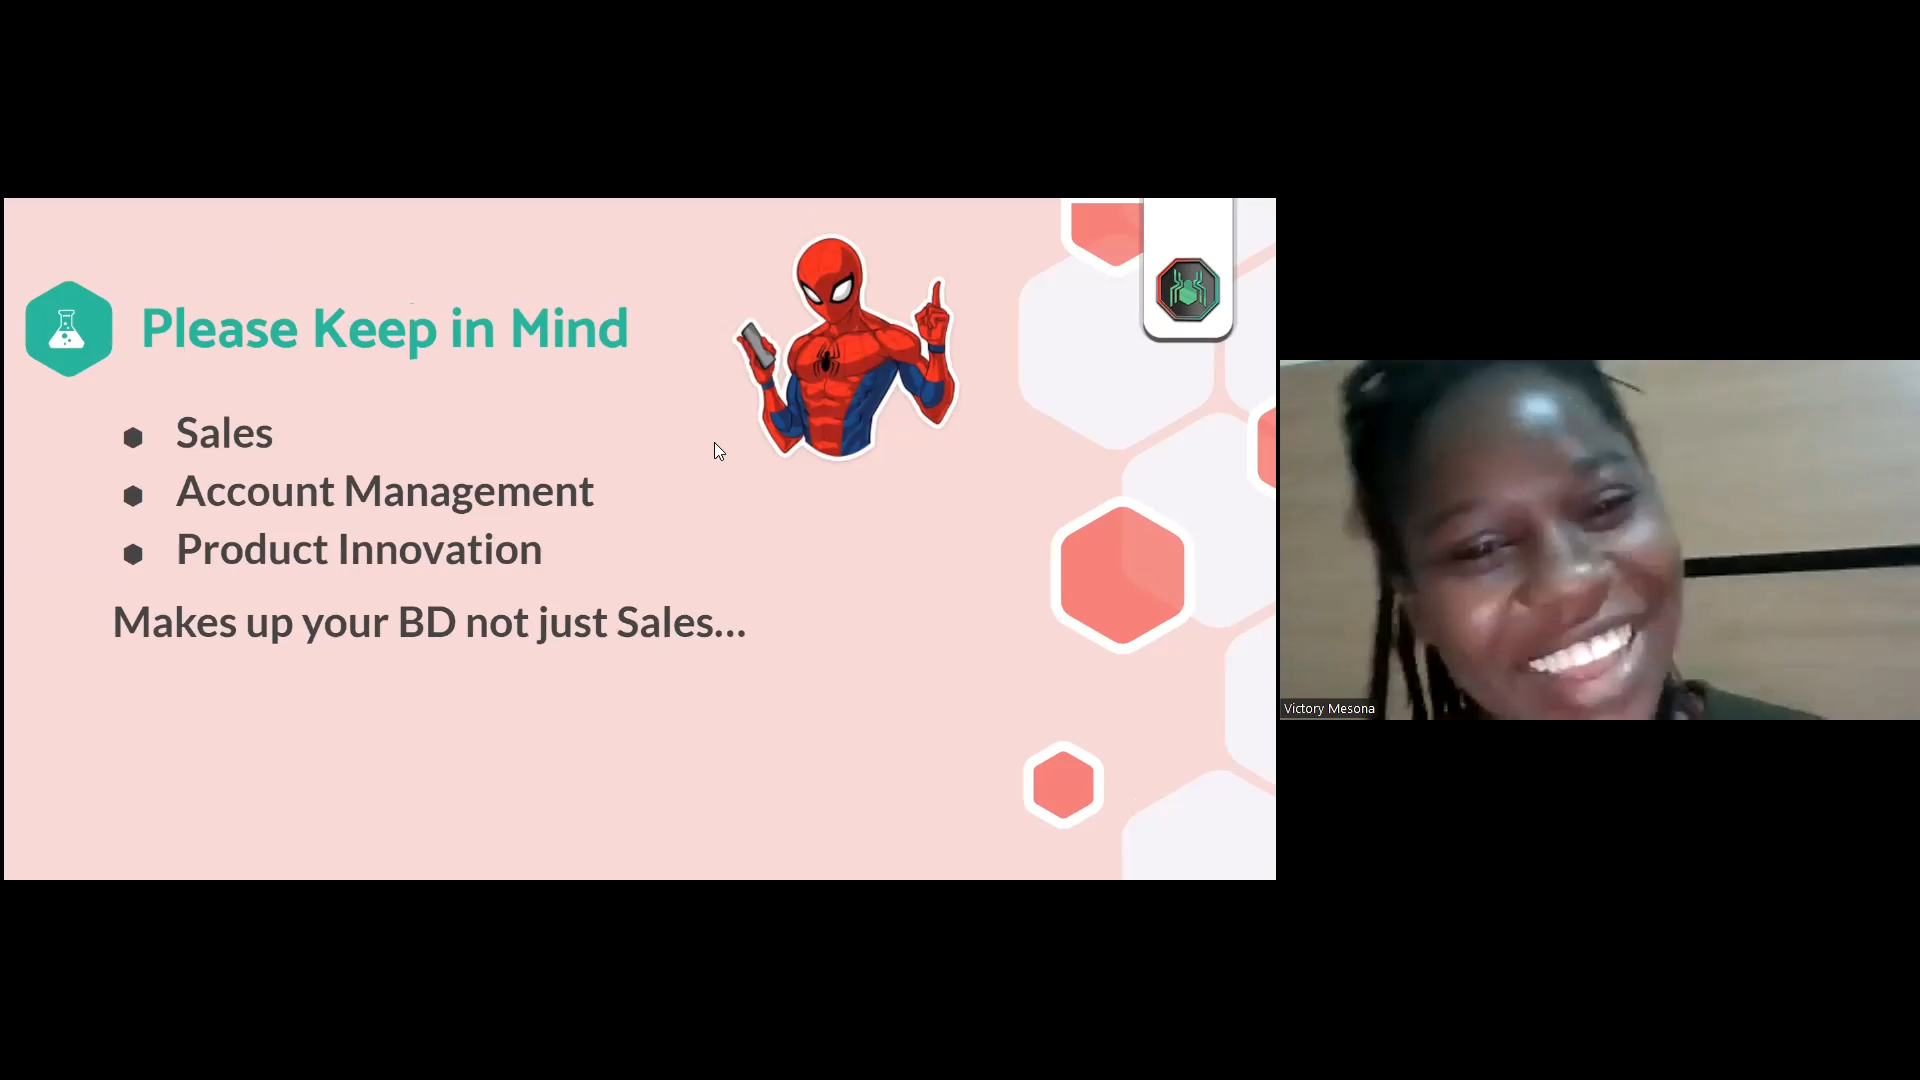 Please Keep in Mind
Sales
Account Management
Product Innovation
Makes up your BD not just Sales...
Victory Mesona